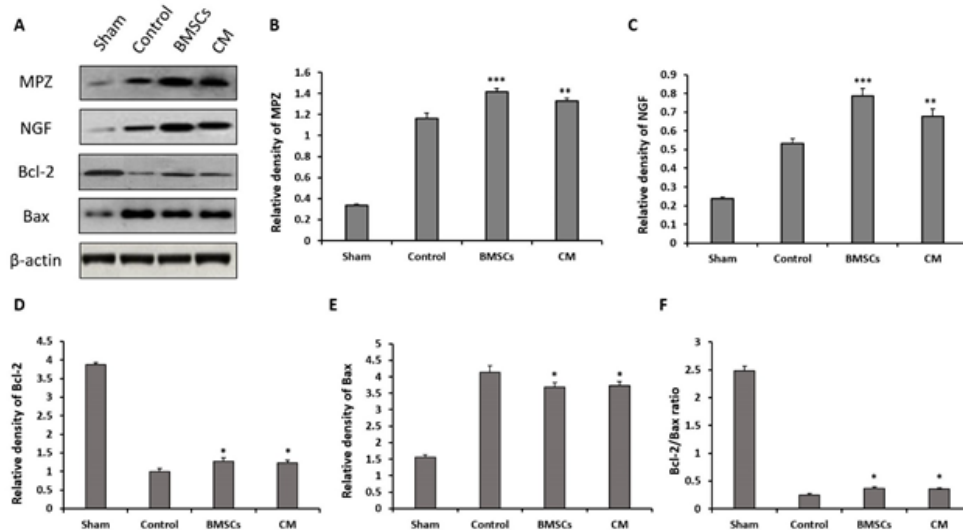 A
Sham
Control
BMSCs
CM
MPZ
NGF
Bcl-2
Bax
β-actin
B
Relative density of MPZ
1.6
1.4
1.2
1
0.8
0.6
0.4
0.2
0
***
**
Sham Control BMSCs CM
C
Relative density of NGF
0.9
0.8
0.7
0.6
0.5
0.4
0.3
0.2
0.1
0
***
**
Sham Control BMSCs CM
D
Relative density of Bcl-2
4.5
4
3.5
3
2.5
2
1.5
1
0.5
0
* *
Sham Control BMSCs CM
E
Relative density of Bax
5
4.5
4
3.5
3
2.5
2
1.5
1
0.5
0
* *
Sham Control BMSCs CM
F
Bcl-2/Bax ratio
3
2.5
2
1.5
1
0.5
0
* *
Sham Control BMSCs CM